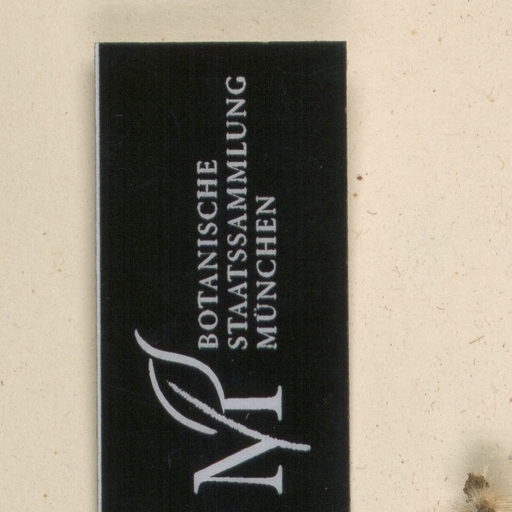 BOTANISCHE
STAATSSAMMLUNG
MÜNCHEN
M